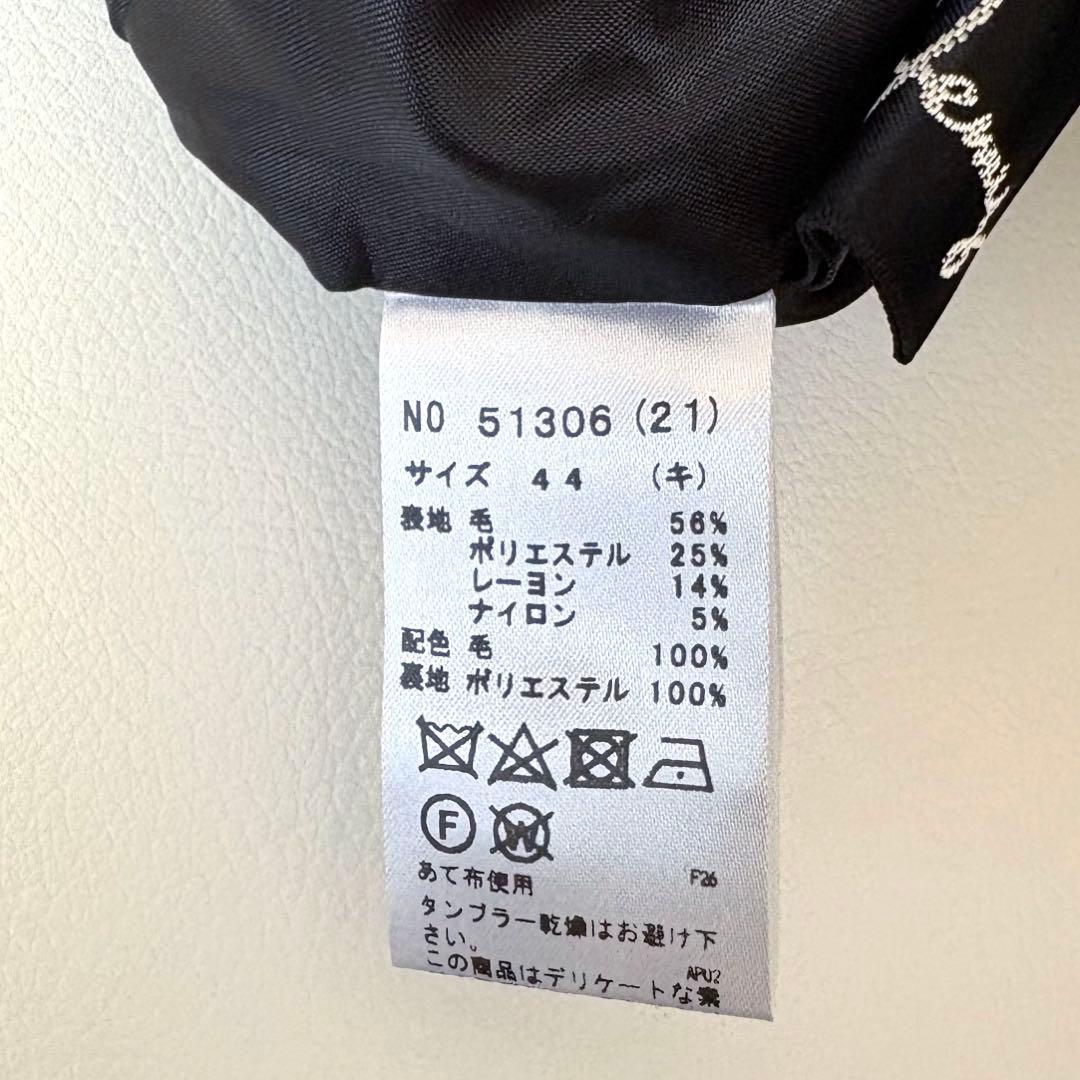 NO 51306 (21)
サイズ 44 (キ)
表地 毛 56%
ポリエステル 25%
レーヨン 14%
ナイロン 5%
配色 毛 100%
裏地 ポリエステル 100%
F W
あて布使用 F26
タンブラー乾燥はお避け下
さい。
この商品はデリケートな素 APU2